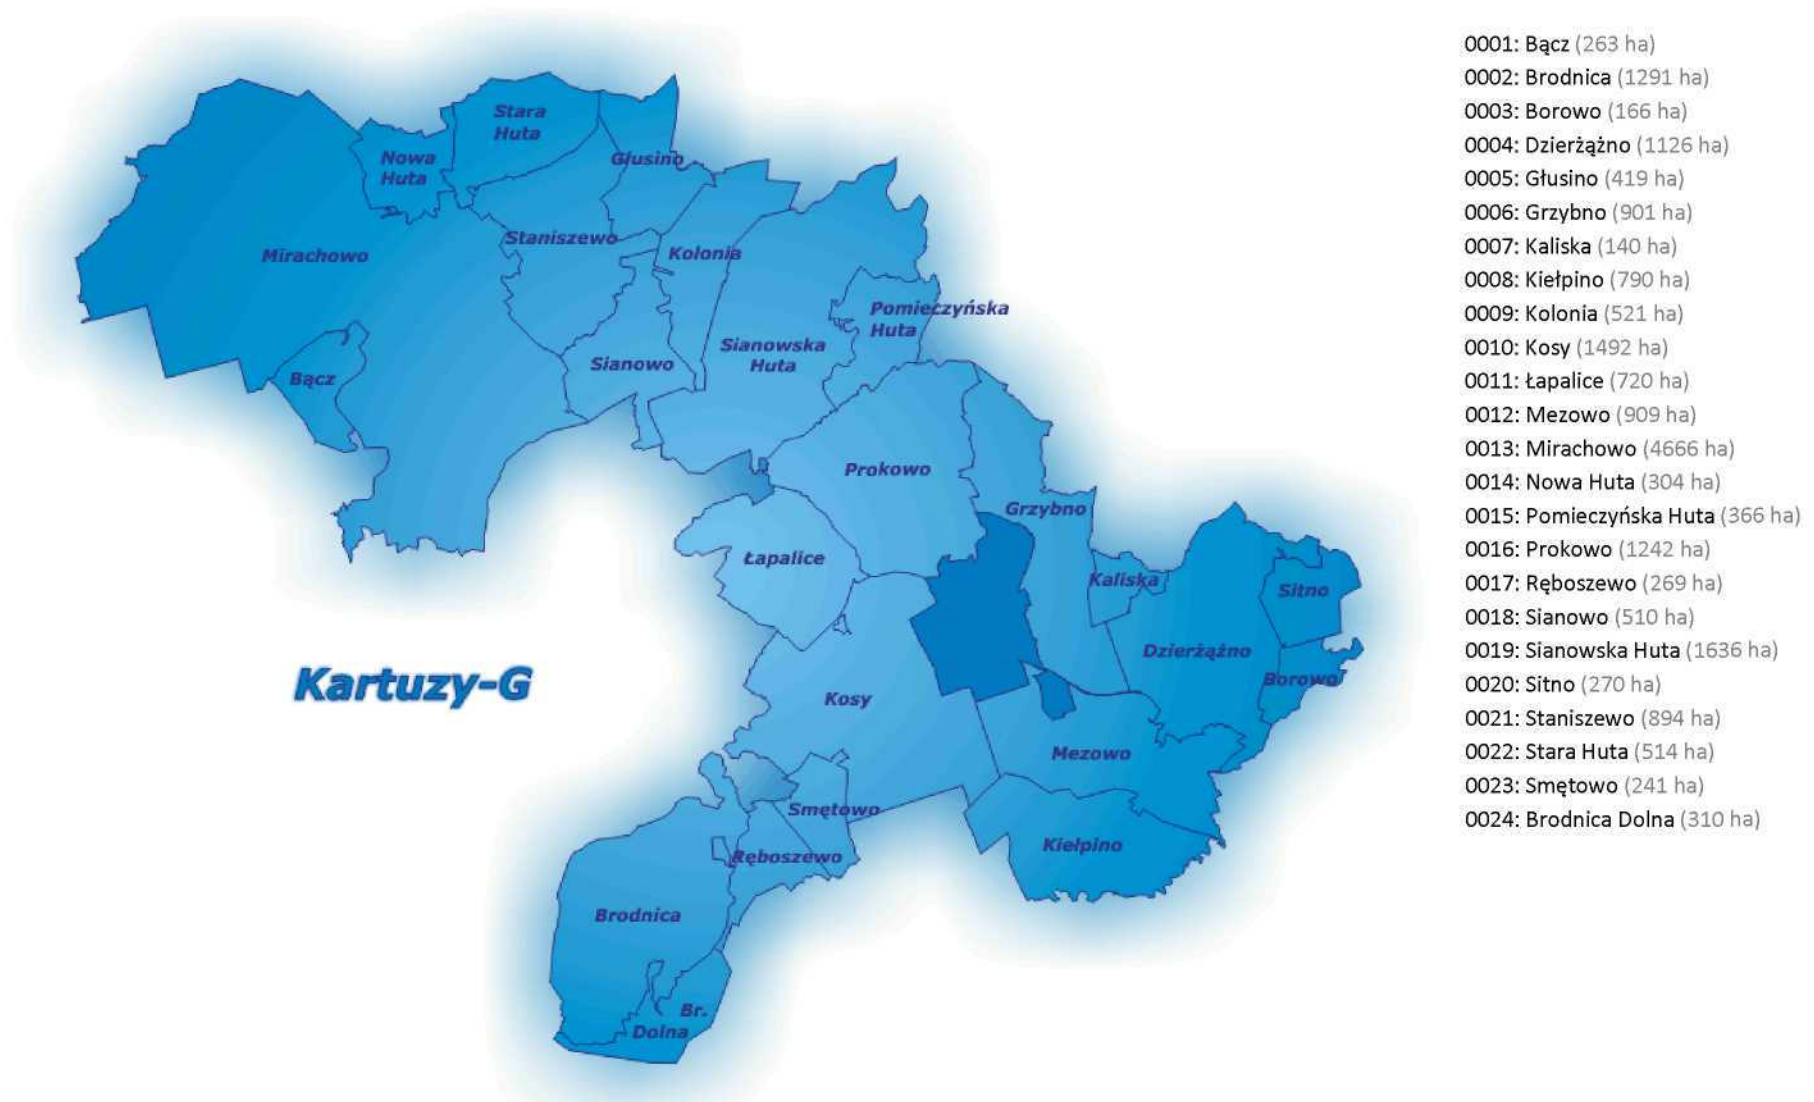 Stara
Huta
Nowa
Huta
Głusino
Staniszewo
Kolonia
Mirachowo
Pomieczyńska
Huta
Sianowska
Huta
Sianowo
Bącz
Prokowo
Grzybno
Łapalice
Kaliska
Sitno
Dzierżążno
Borowo
Kartuzy-G
Kosy
Mezowo
Smętowo
Kiełpino
Ręboszewo
Brodnica
Br.
Dolna
0001: Bącz (263 ha)
0002: Brodnica (1291 ha)
0003: Borowo (166 ha)
0004: Dzierżążno (1126 ha)
0005: Głusino (419 ha)
0006: Grzybno (901 ha)
0007: Kaliska (140 ha)
0008: Kiełpino (790 ha)
0009: Kolonia (521 ha)
0010: Kosy (1492 ha)
0011: Łapalice (720 ha)
0012: Mezowo (909 ha)
0013: Mirachowo (4666 ha)
0014: Nowa Huta (304 ha)
0015: Pomieczyńska Huta (366 ha)
0016: Prokowo (1242 ha)
0017: Ręboszewo (269 ha)
0018: Sianowo (510 ha)
0019: Sianowska Huta (1636 ha)
0020: Sitno (270 ha)
0021: Staniszewo (894 ha)
0022: Stara Huta (514 ha)
0023: Smętowo (241 ha)
0024: Brodnica Dolna (310 ha)